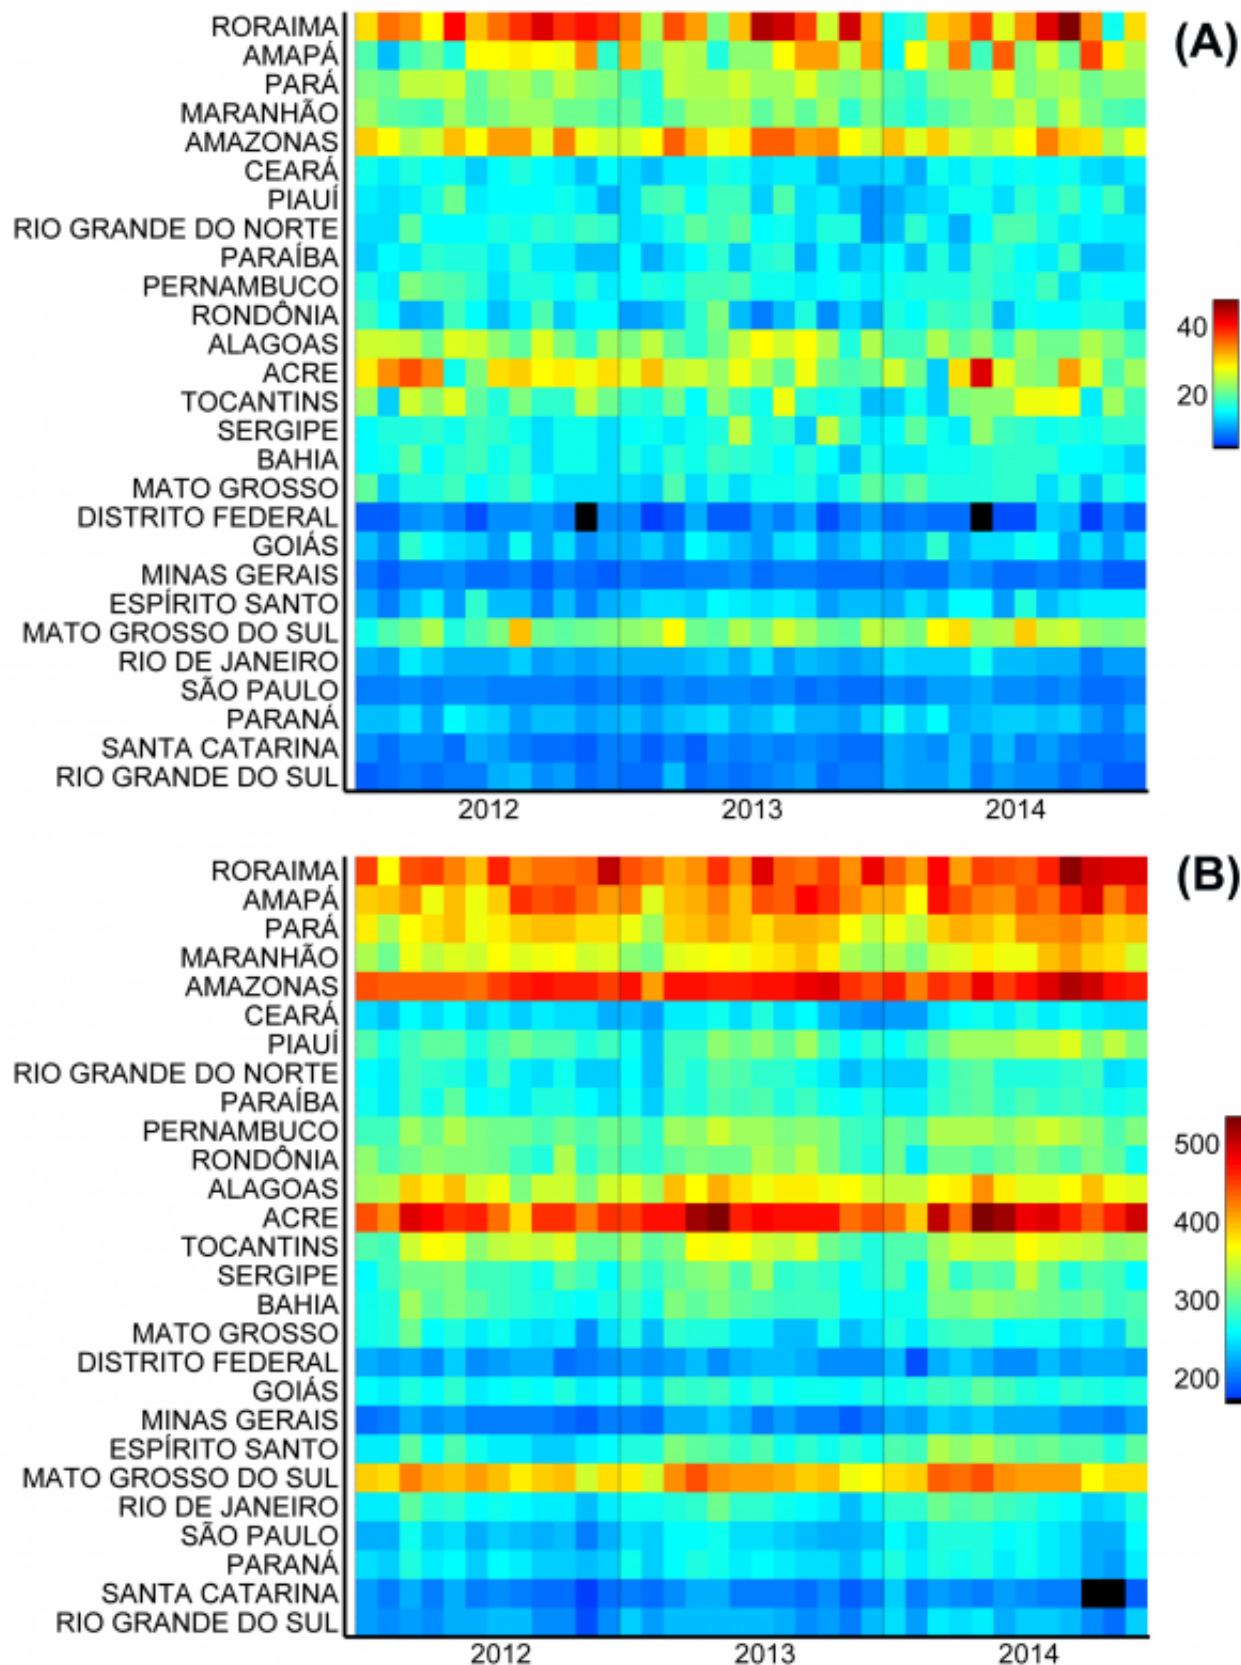 RORAIMA
(A)
AMAPÁ
PARÁ
MARANHÃO
AMAZONAS
CEARÁ
PIAUÍ
RIO GRANDE DO NORTE
PARAÍBA
PERNAMBUCO
RONDÔNIA
40
ALAGOAS
ACRE
20
TOCANTINS
SERGIPE
BAHIA
MATO GROSSO
DISTRITO FEDERAL
GOIÁS
MINAS GERAIS
ESPÍRITO SANTO
MATO GROSSO DO SUL
RIO DE JANEIRO
SÃO PAULO
PARANÁ
SANTA CATARINA
RIO GRANDE DO SUL
2012 2013 2014
RORAIMA
(B)
AMAPÁ
PARÁ
MARANHÃO
AMAZONAS
CEARÁ
PIAUÍ
RIO GRANDE DO NORTE
PARAÍBA
PERNAMBUCO
500
RONDÔNIA
ALAGOAS
ACRE
400
TOCANTINS
SERGIPE
BAHIA
300
MATO GROSSO
DISTRITO FEDERAL
200
GOIÁS
MINAS GERAIS
ESPÍRITO SANTO
MATO GROSSO DO SUL
RIO DE JANEIRO
SÃO PAULO
PARANÁ
SANTA CATARINA
RIO GRANDE DO SUL
2012 2013 2014